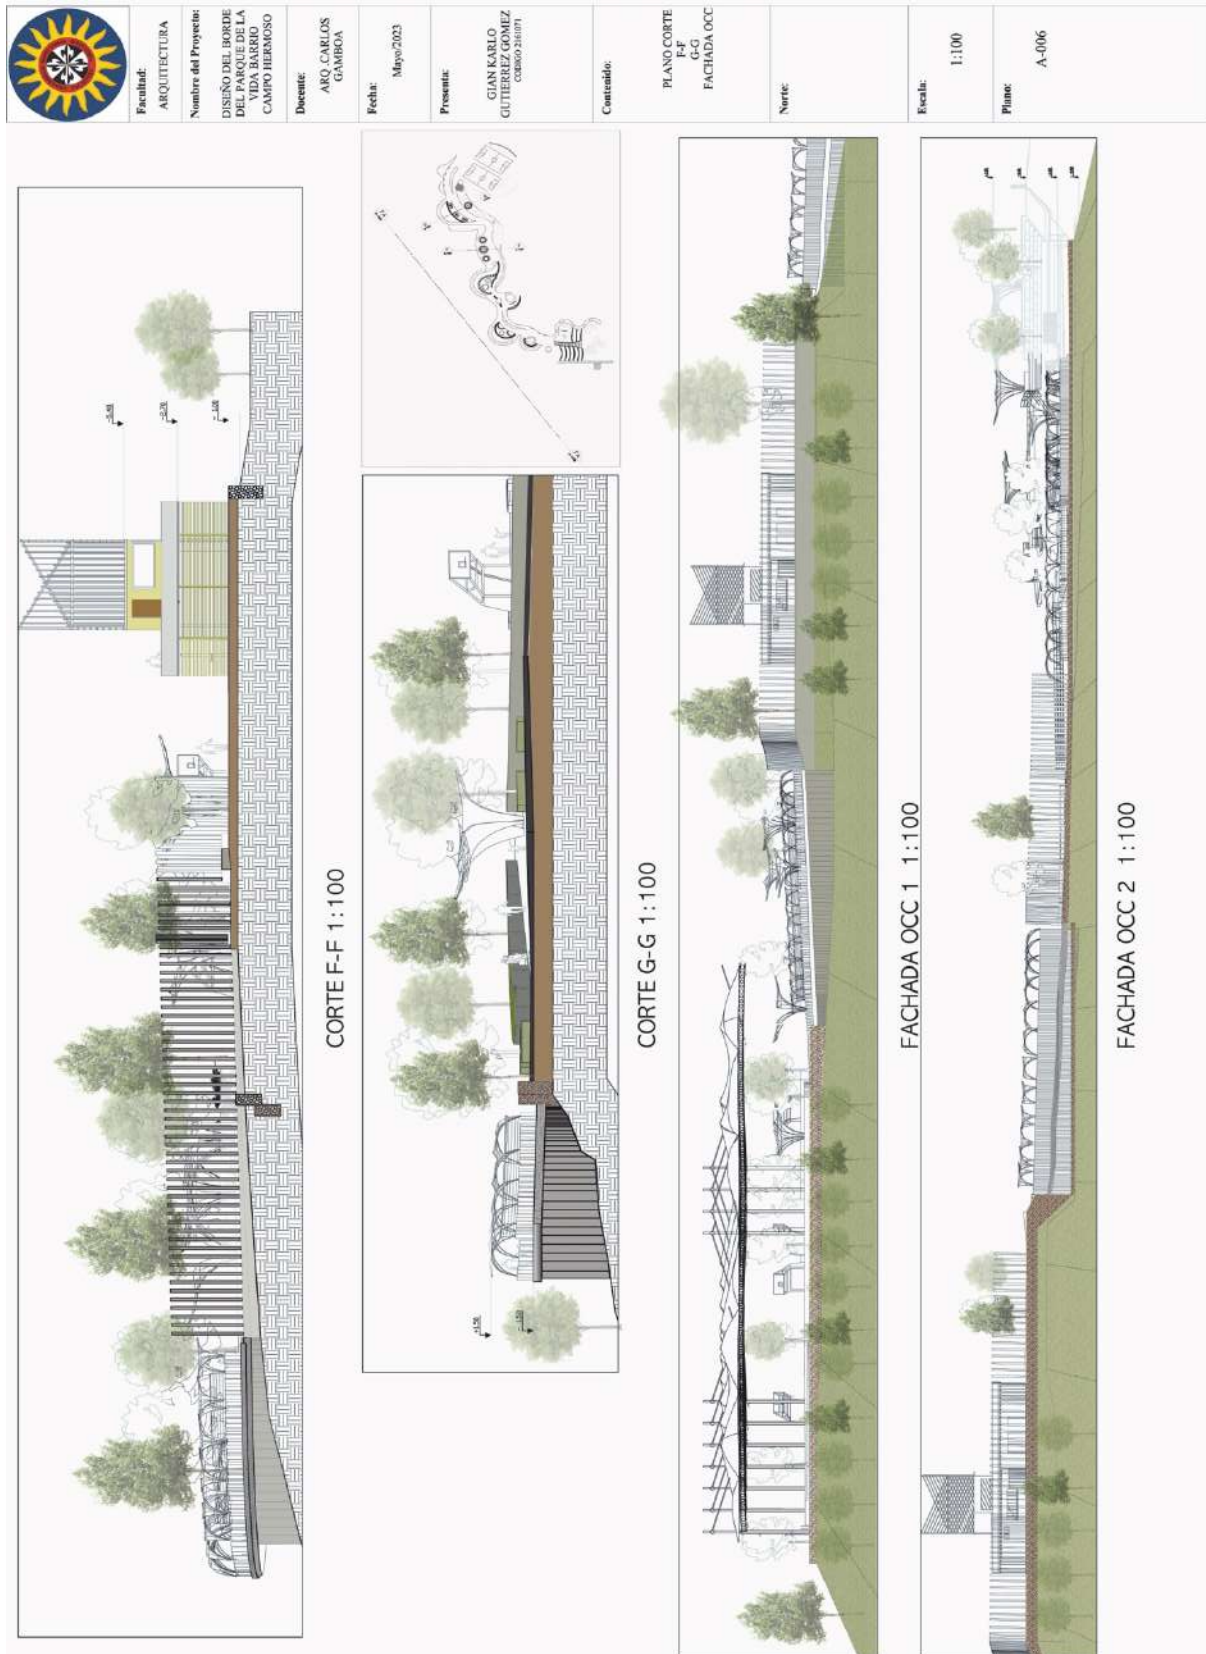 Facultad:
ARQUITECTURA
Nombre del Proyecto:
DISEÑO DEL BORDE
DEL PARQUE DE LA
VIDA BARRIO
CAMPO HERMOSO
Docente:
ARQ .CARLOS
GAMBOA
Fecha:
Mayo/2023
Presenta:
GIAN KARLO
GUTIERREZ GOMEZ
CODIGO 2161071
Contenido:
PLANO CORTE
F-F
G-G
FACHADA OCC
Norte:
Escala:
1:100
Plano:
A-006
CORTE F-F 1:100
CORTE G-G 1:100
FACHADA OCC 1 1:100
FACHADA OCC 2 1:100